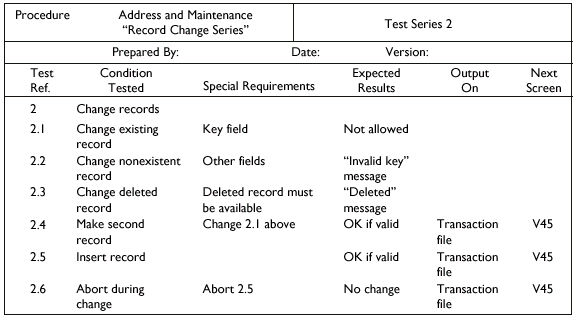 Procedure Address and Maintenance Test Series 2
“Record Change Series”
Prepared By: Date: Version:
Test Condition Expected Output Next
Ref. Tested Special Requirements Results On Screen
2 Change records
2.1 Change existing Key field Not allowed
record
2.2 Change nonexistent Other fields “Invalid key”
record message
2.3 Change deleted Deleted record must “Deleted”
record be available message
2.4 Make second Change 2.1 above OK if valid Transaction V45
record file
2.5 Insert record OK if valid Transaction V45
file
2.6 Abort during Abort 2.5 No change Transaction V45
change file